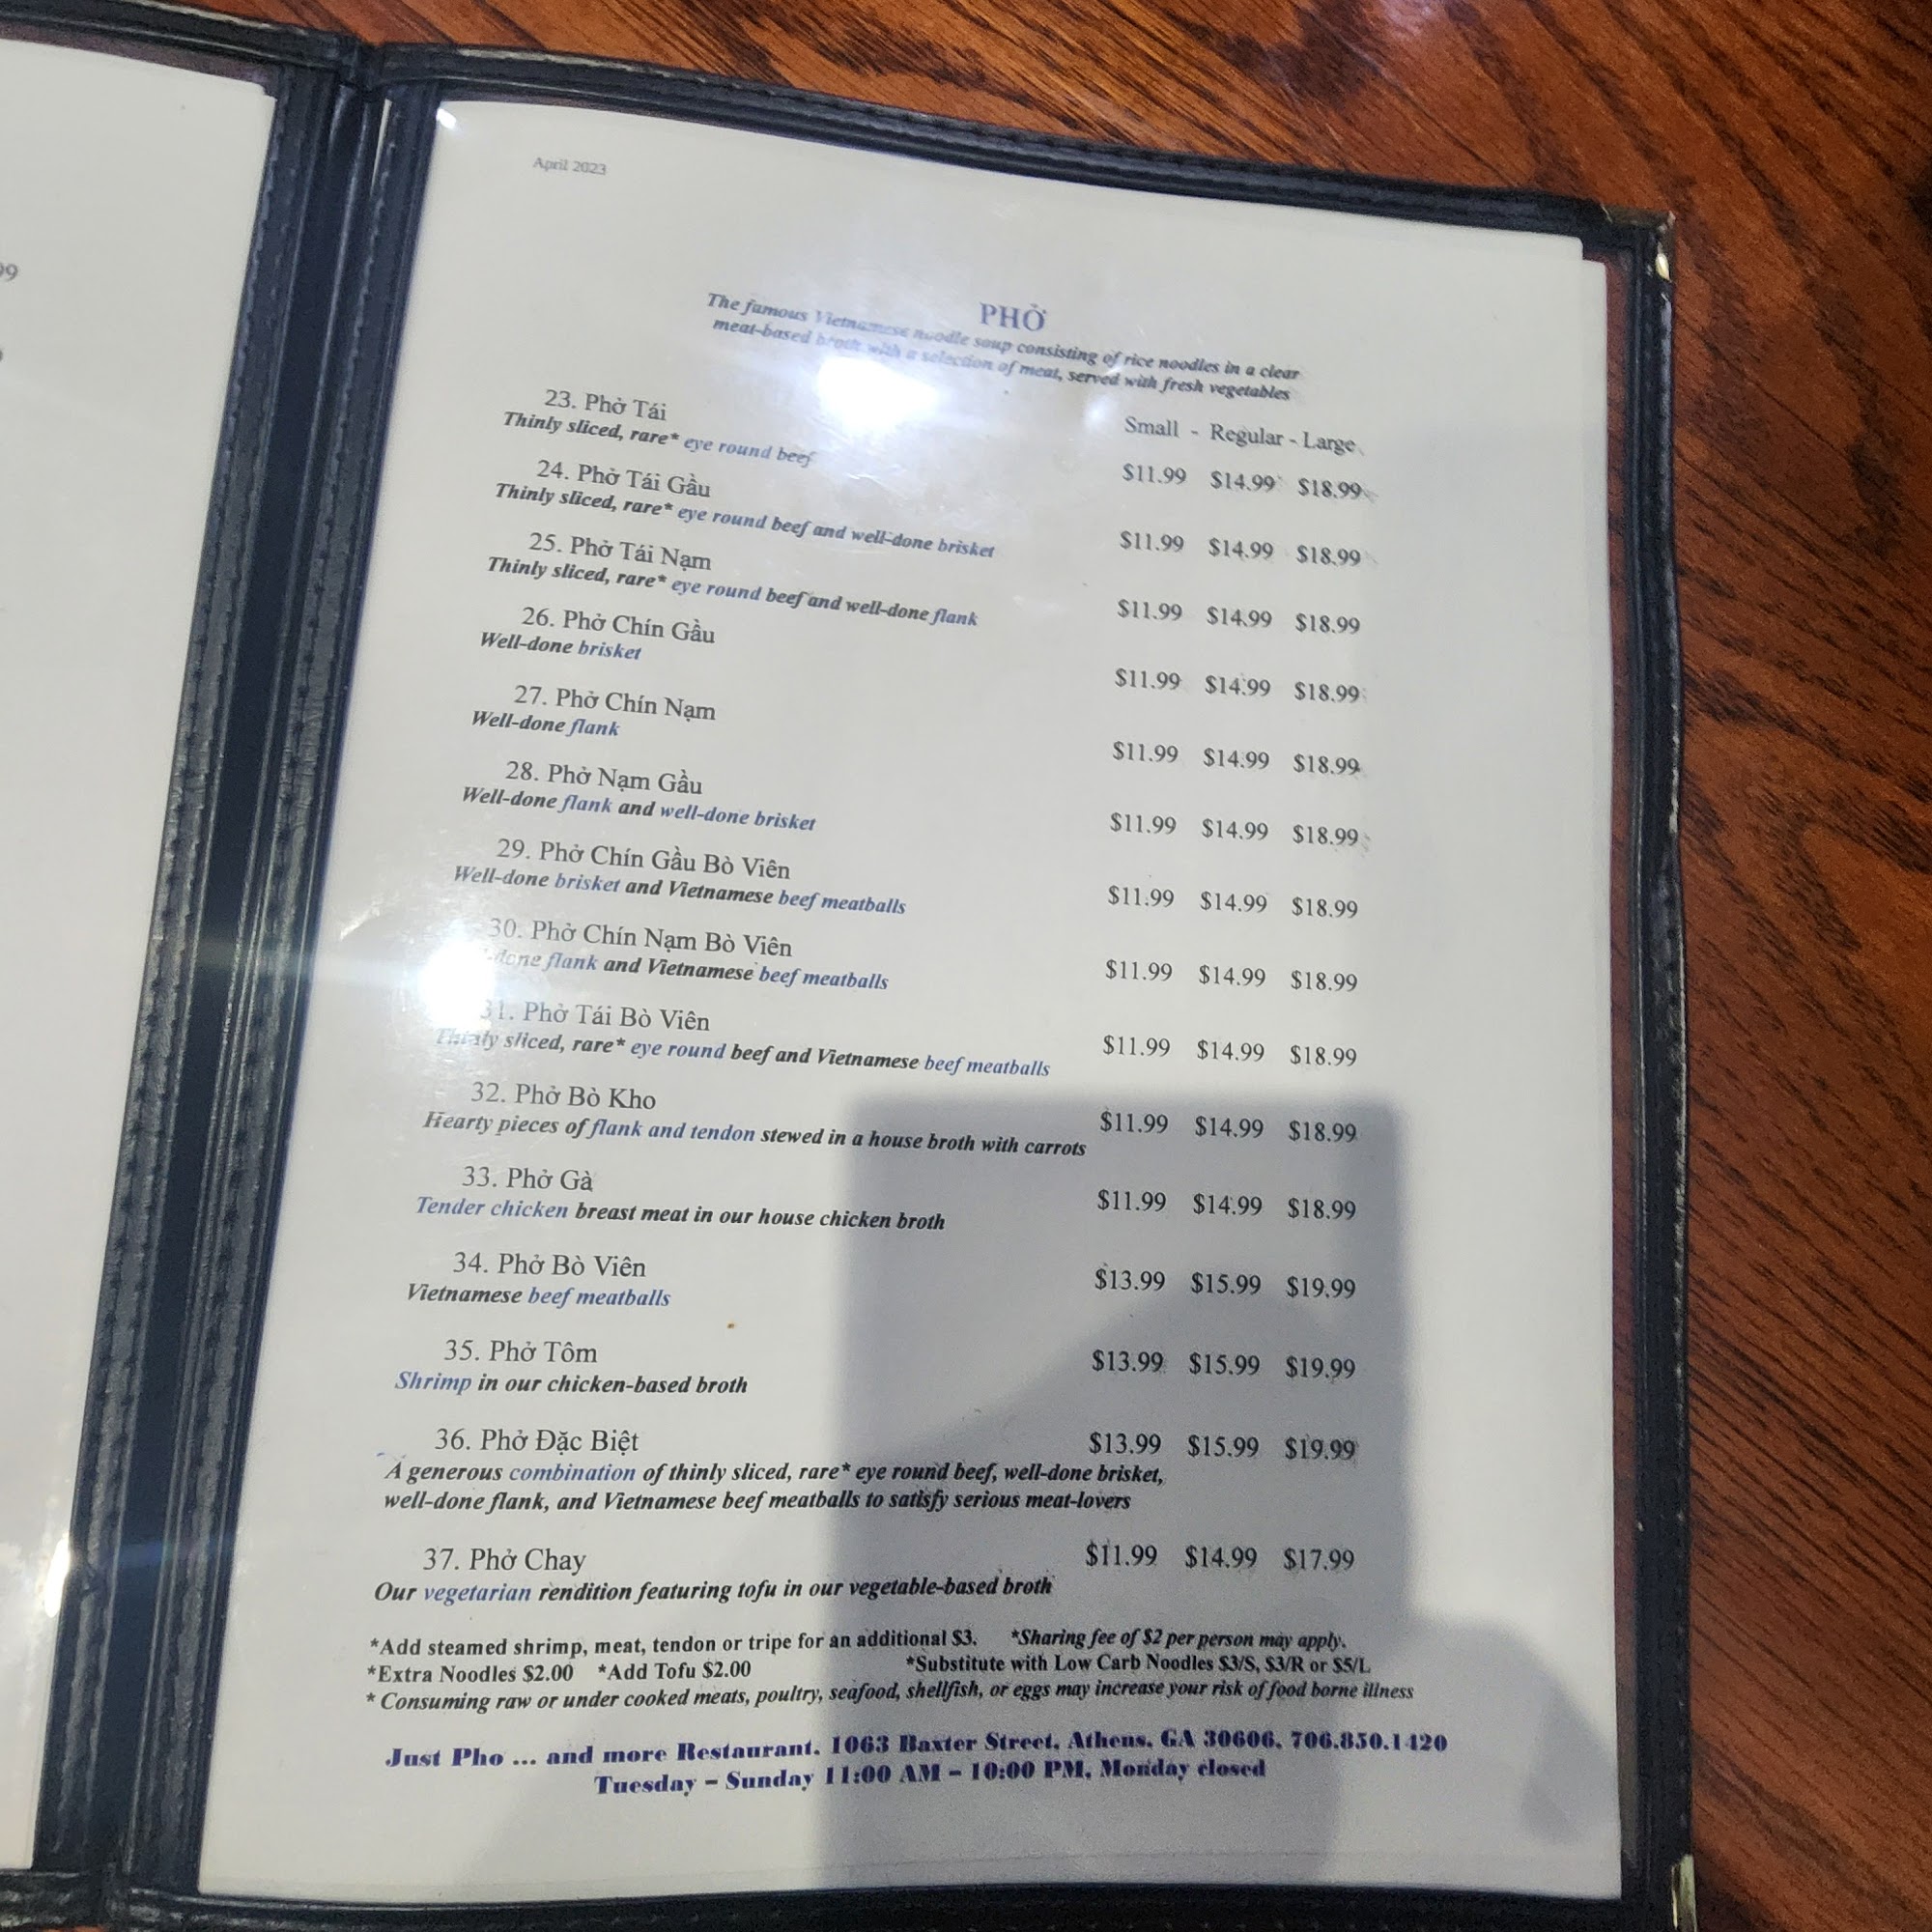 99
April 2023
PHỞ
The famous Vietnamese noodle soup consisting of rice noodles in a clear
meat-based broth with a selection of meat, served with fresh vegetables
Small - Regular - Large
23. Phở Tái
Thinly sliced, rare* eye round beef
$11.99 $14.99 $18.99
24. Phở Tái Gầu
Thinly sliced, rare* eye round beef and well-done brisket
$11.99 $14.99 $18.99
25. Phở Tái Nạm
Thinly sliced, rare* eye round beef and well-done flank
$11.99 $14.99 $18.99
26. Phở Chín Gầu
Well-done brisket
$11.99 $14.99 $18.99
27. Phở Chín Nạm
Well-done flank
$11.99 $14.99 $18.99
28. Phở Nạm Gầu
Well-done flank and well-done brisket
$11.99 $14.99 $18.99
29. Phở Chín Gầu Bò Viên
Well-done brisket and Vietnamese beef meatballs
$11.99 $14.99 $18.99
30. Phở Chín Nạm Bò Viên
-done flank and Vietnamese beef meatballs
$11.99 $14.99 $18.99
31. Phở Tái Bò Viên
Thinly sliced, rare* eye round beef and Vietnamese beef meatballs
$11.99 $14.99 $18.99
32. Phở Bò Kho
Hearty pieces of flank and tendon stewed in a house broth with carrots
$11.99 $14.99 $18.99
33. Phở Gà
Tender chicken breast meat in our house chicken broth
$11.99 $14.99 $18.99
34. Phở Bò Viên
Vietnamese beef meatballs
$13.99 $15.99 $19.99
35. Phở Tôm
Shrimp in our chicken-based broth
$13.99 $15.99 $19.99
36. Phở Đặc Biệt $13.99 $15.99 $19.99
A generous combination of thinly sliced, rare* eye round beef, well-done brisket,
well-done flank, and Vietnamese beef meatballs to satisfy serious meat-lovers
37. Phở Chay $11.99 $14.99 $17.99
Our vegetarian rendition featuring tofu in our vegetable-based broth
*Add steamed shrimp, meat, tendon or tripe for an additional $3. *Sharing fee of $2 per person may apply.
*Extra Noodles $2.00 *Add Tofu $2.00 *Substitute with Low Carb Noodles $3/S, $3/R or $5/L
* Consuming raw or under cooked meats, poultry, seafood, shellfish, or eggs may increase your risk of food borne illness
Just Pho ... and more Restaurant. 1063 Baxter Street, Athens, GA 30606. 706.850.1420
Tuesday – Sunday 11:00 AM – 10:00 PM, Monday closed